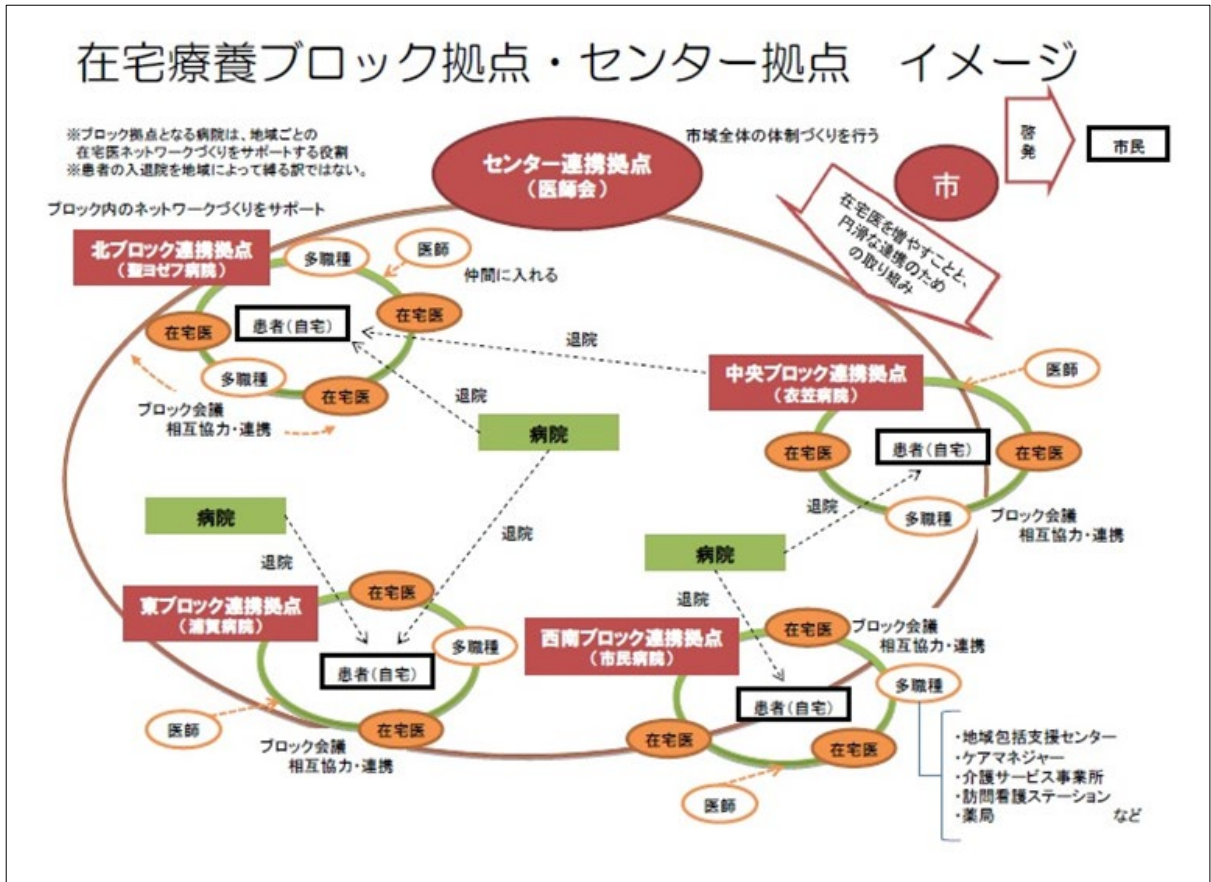 在宅療養ブロック拠点・センター拠点　イメージ
※ブロック拠点となる病院は、地域ごとの
在宅医ネットワークづくりをサポートする役割
※患者の入退院を地域によって縛る訳ではない。
センター連携拠点
（医師会）
市域全体の体制づくりを行う
市
啓発
市民
在宅医を増やすことと、
円滑な連携のため
の取り組み
ブロック内のネットワークづくりをサポート
北ブロック連携拠点
（聖ヨゼフ病院）
多職種
医師
仲間に入れる
在宅医
患者（自宅）
在宅医
多職種
在宅医
ブロック会議
相互協力・連携
退院
退院
病院
退院
中央ブロック連携拠点
（衣笠病院）
医師
患者（自宅）
在宅医
在宅医
多職種
ブロック会議
相互協力・連携
退院
病院
退院
病院
退院
東ブロック連携拠点
（浦賀病院）
在宅医
多職種
患者（自宅）
医師
在宅医
ブロック会議
相互協力・連携
西南ブロック連携拠点
（市民病院）
在宅医
ブロック会議
相互協力・連携
多職種
患者（自宅）
在宅医
在宅医
医師
・地域包括支援センター
・ケアマネジャー
・介護サービス事業所
・訪問看護ステーション
・薬局　など